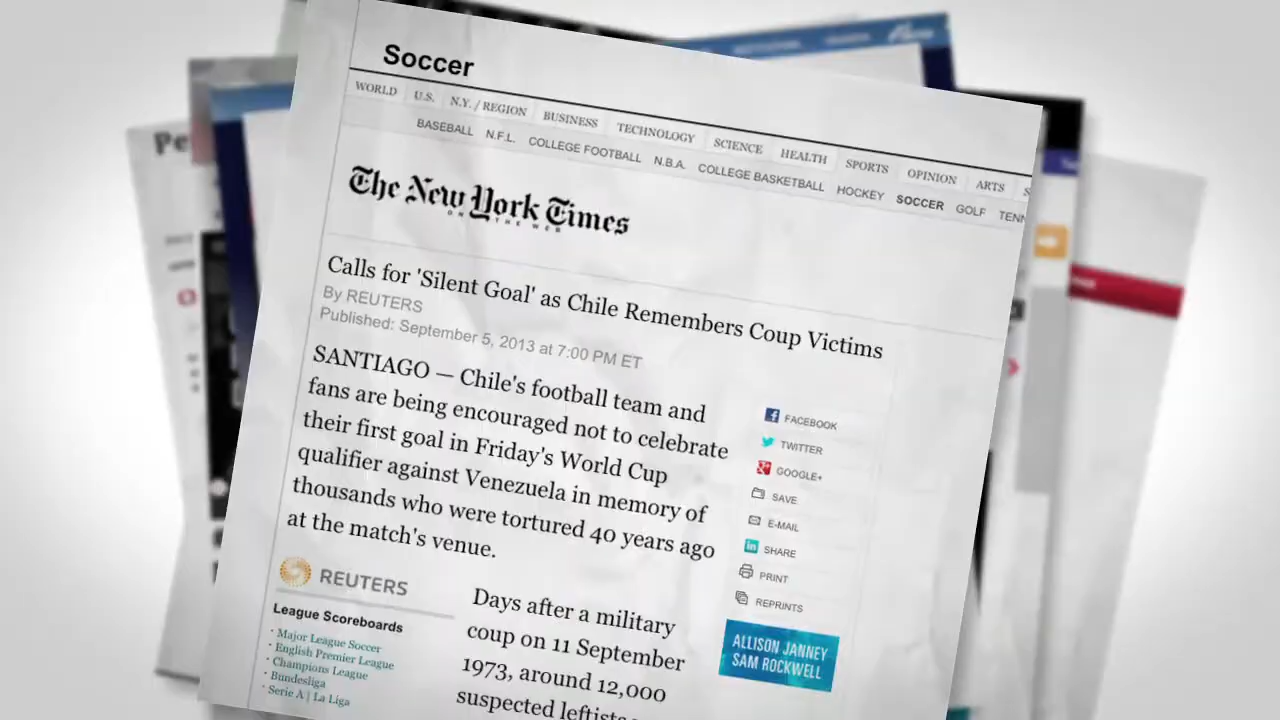 Soccer
WORLD U.S. N.Y. / REGION BUSINESS TECHNOLOGY SCIENCE HEALTH SPORTS OPINION ARTS S
BASEBALL N.F.L. COLLEGE FOOTBALL N.B.A. COLLEGE BASKETBALL HOCKEY SOCCER GOLF TENN
The New York Times
ON THE WEB
Calls for 'Silent Goal' as Chile Remembers Coup Victims
By REUTERS
Published: September 5, 2013 at 7:00 PM ET
SANTIAGO — Chile's football team and
fans are being encouraged not to celebrate
their first goal in Friday's World Cup
qualifier against Venezuela in memory of
thousands who were tortured 40 years ago
at the match's venue.
FACEBOOK
TWITTER
GOOGLE+
SAVE
E-MAIL
SHARE
PRINT
REPRINTS
ALLISON JANNEY
SAM ROCKWELL
REUTERS
League Scoreboards
· Major League Soccer
· English Premier League
· Champions League
· Bundesliga
· Serie A | La Liga
Days after a military
coup on 11 September
1973, around 12,000
suspected leftists
Pe